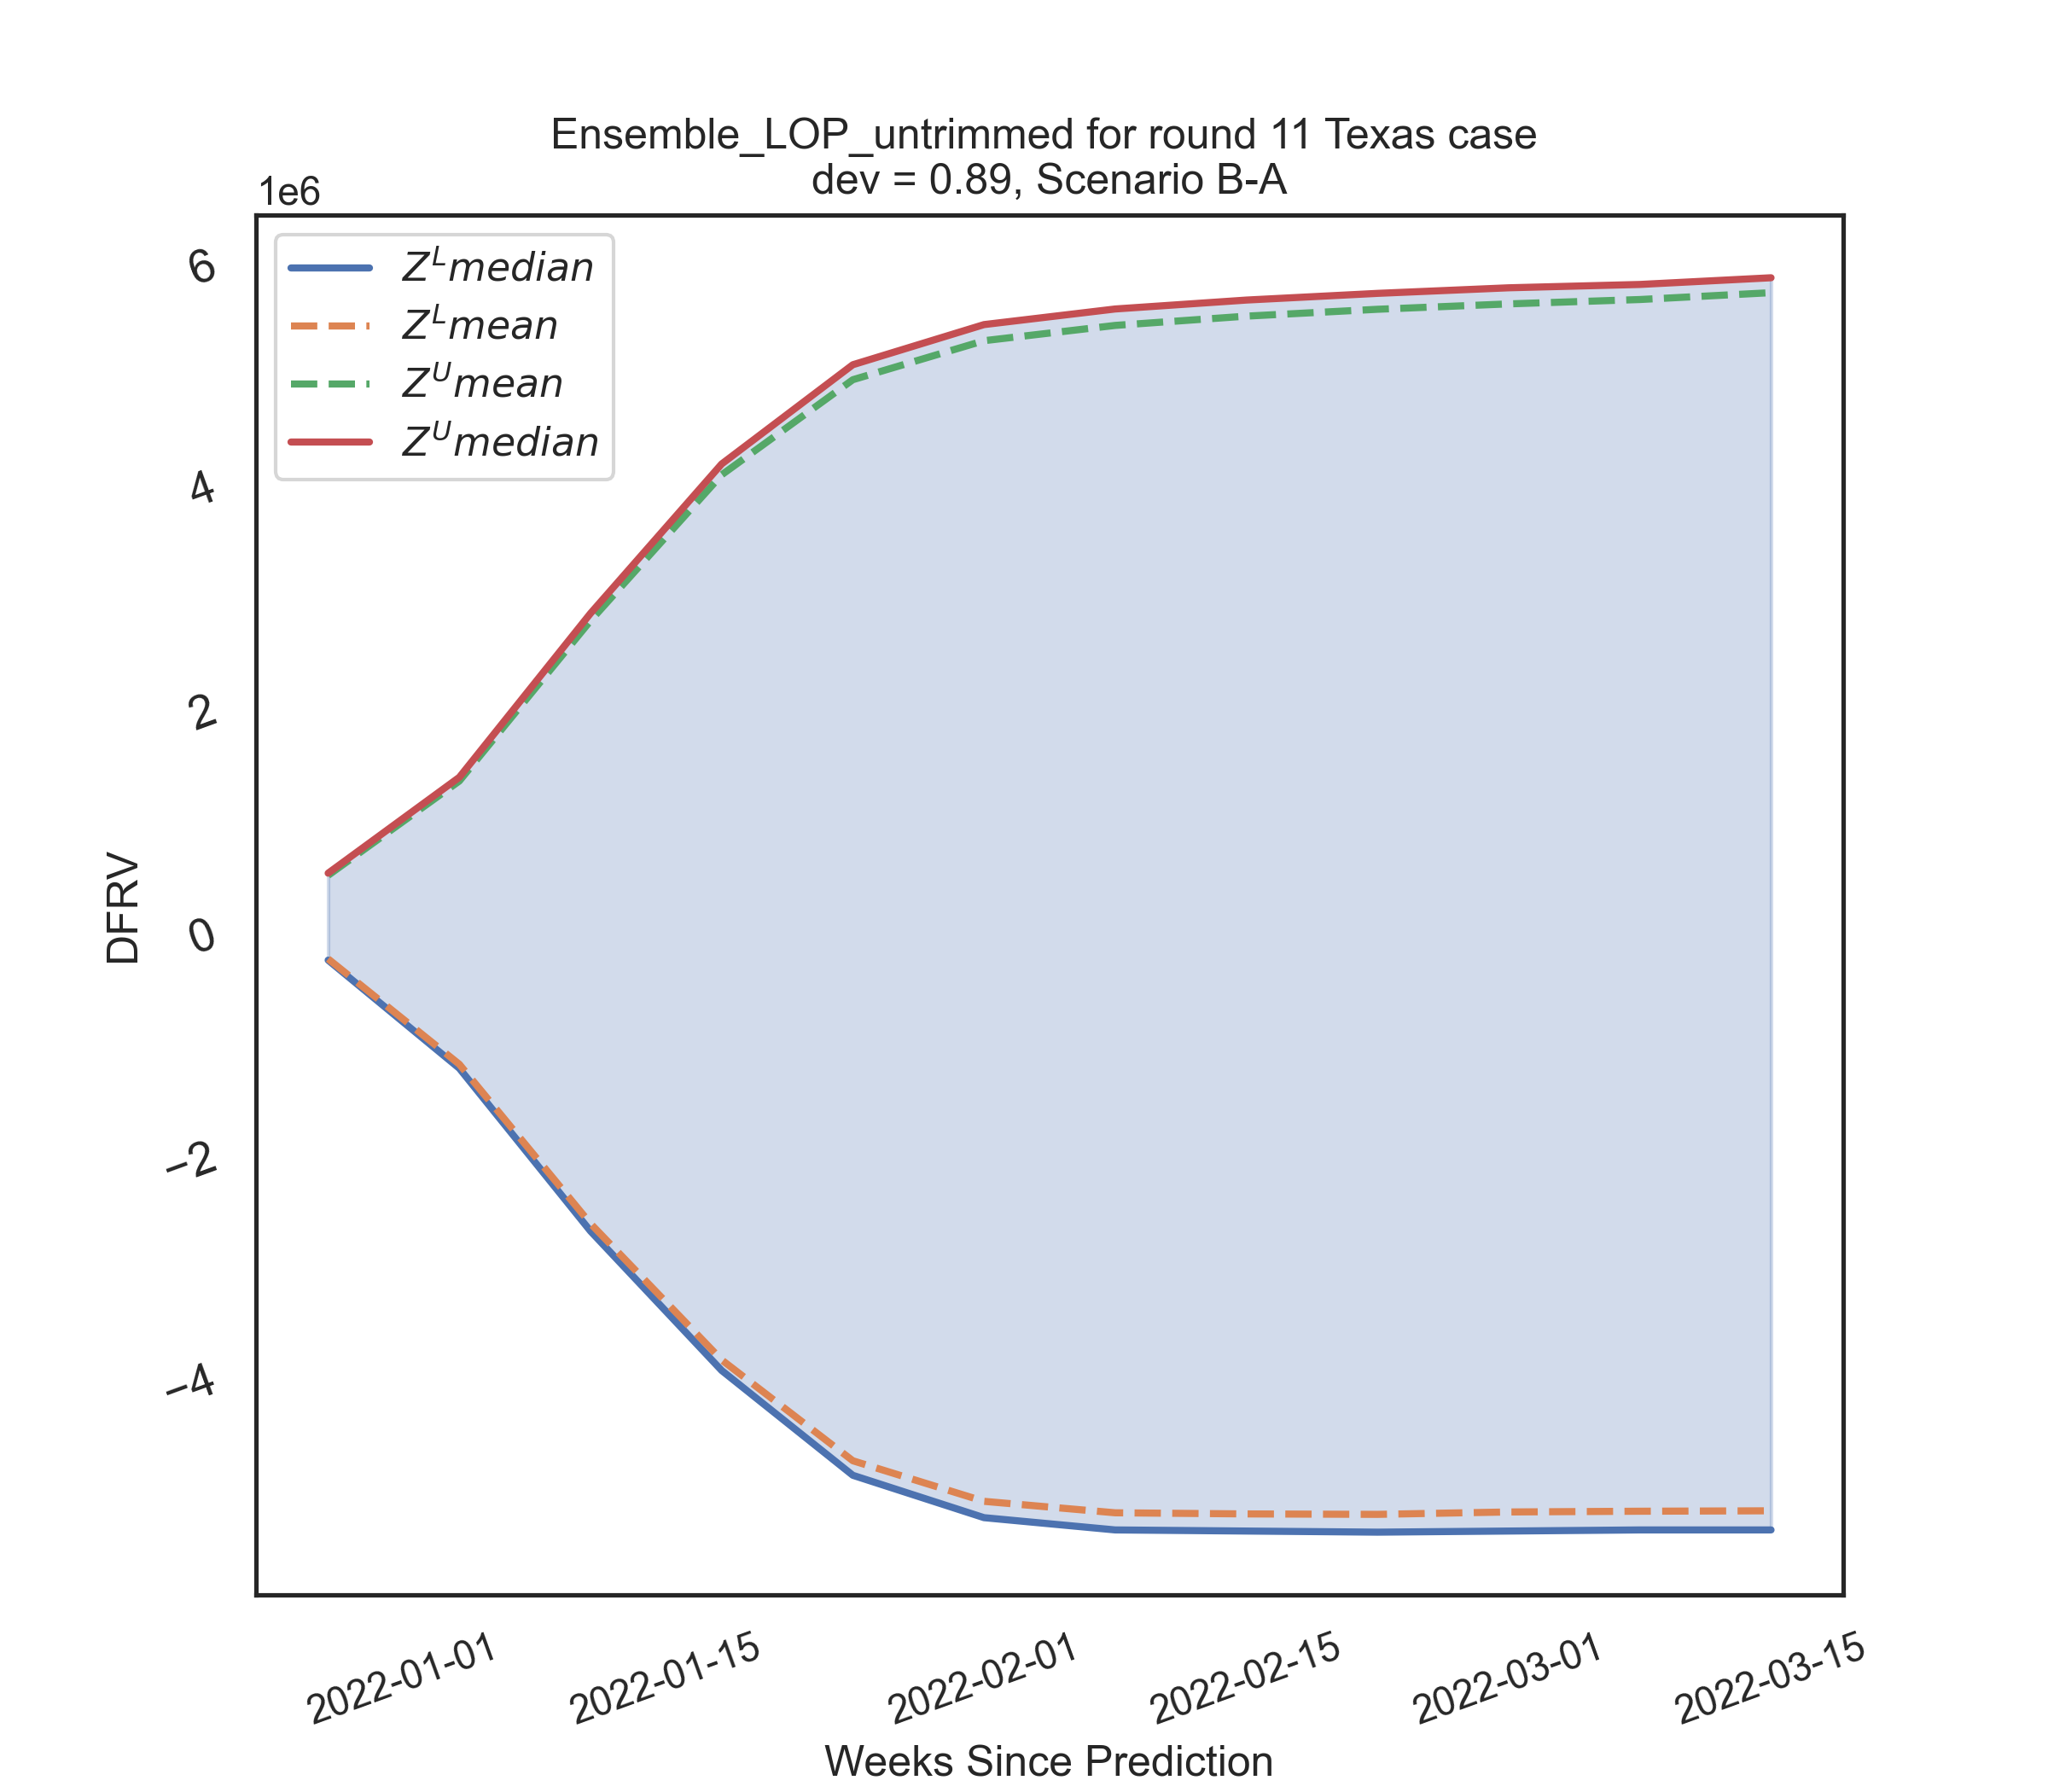 Ensemble_LOP_untrimmed for round 11 Texas case
dev = 0.89, Scenario B-A
1e6
6
4
2
0
−2
−4
DFRV
Z^L median
Z^L mean
Z^U mean
Z^U median
2022-01-01
2022-01-15
2022-02-01
2022-02-15
2022-03-01
2022-03-15
Weeks Since Prediction